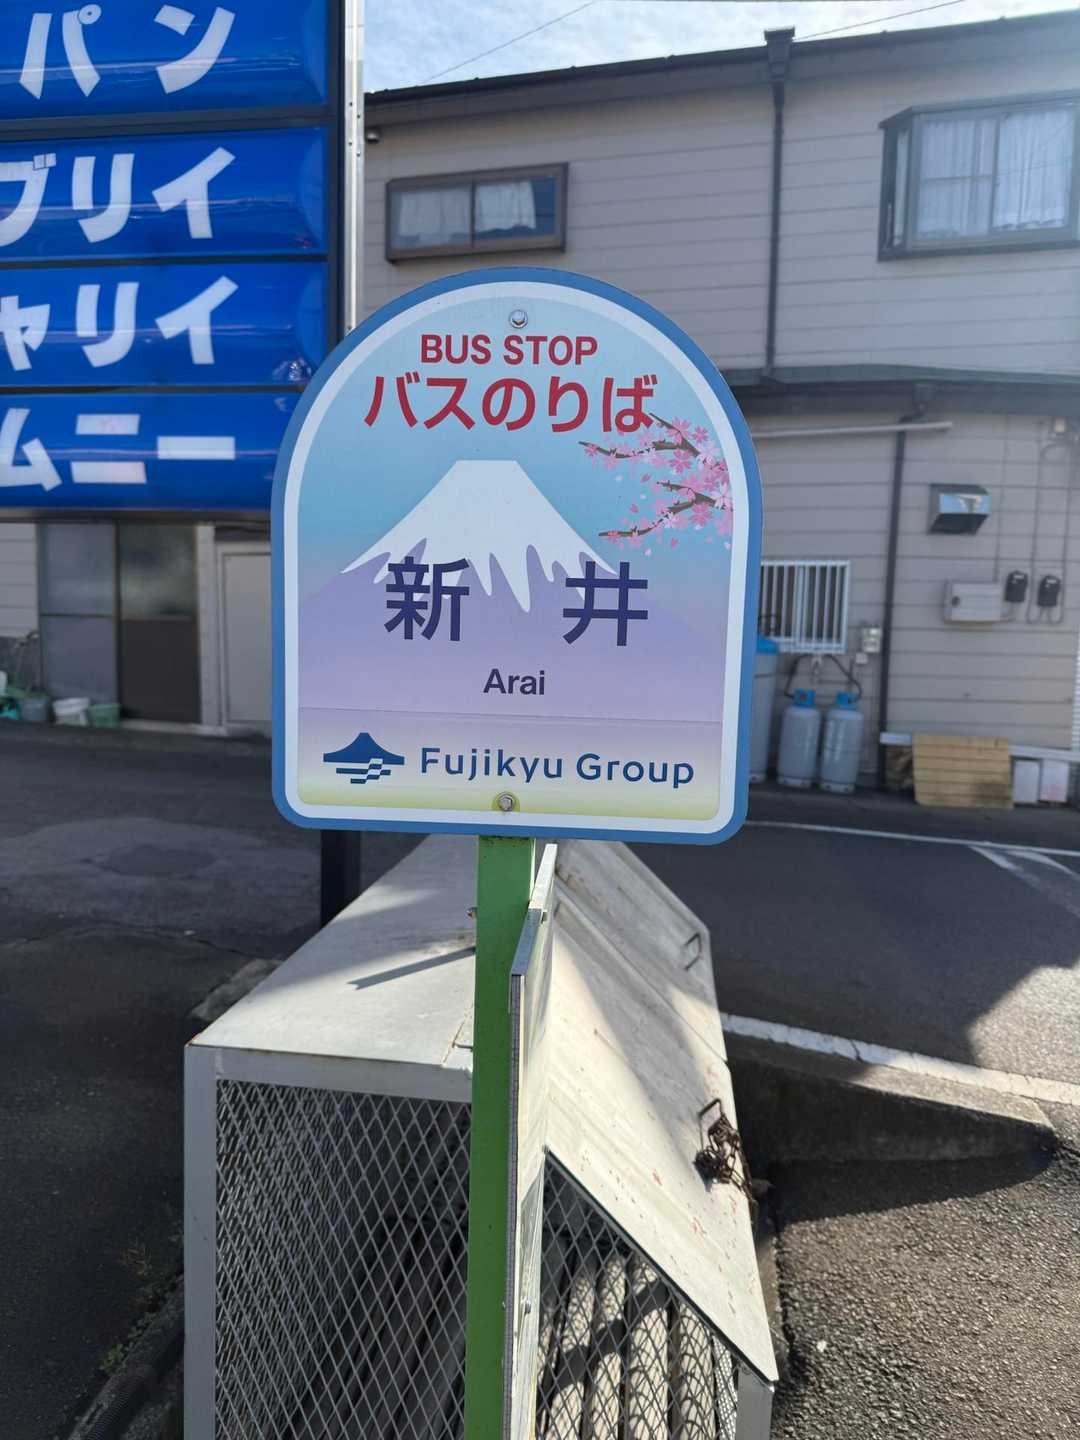 パン
ブリイ
ャリイ
ムニー
BUS STOP
バスのりば
新井
Arai
Fujikyu Group